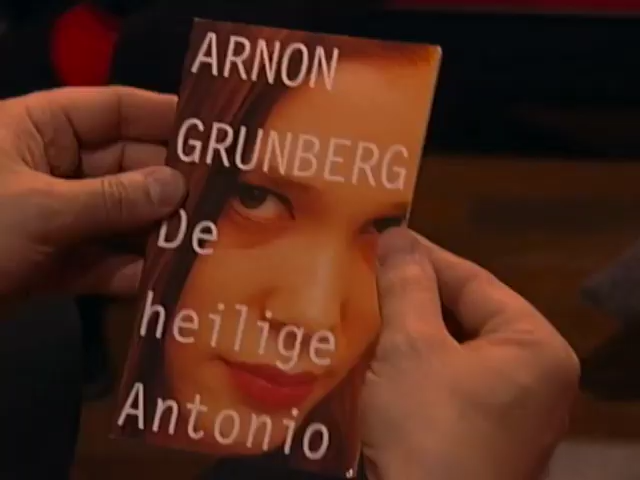 ARNON
GRUNBERG
De
heilige
Antonio